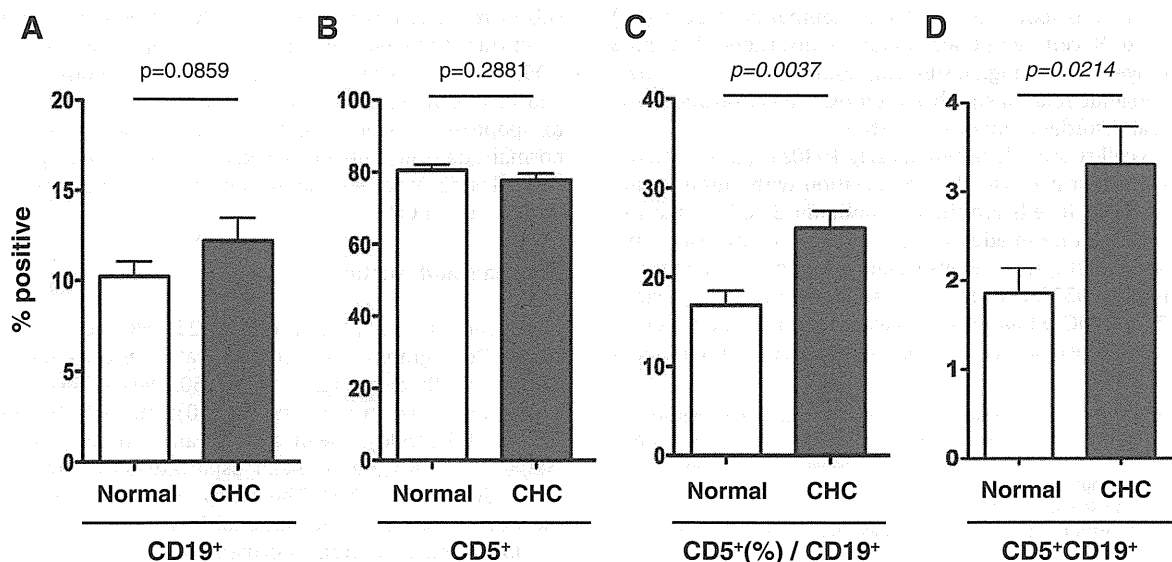 A
p=0.0859
20
15
10
5
0
% positive
Normal CHC
CD19⁺
B
p=0.2881
100
80
60
40
20
0
Normal CHC
CD5⁺
C
p=0.0037
40
30
20
10
0
Normal CHC
CD5⁺(%) / CD19⁺
D
p=0.0214
4
3
2
1
0
Normal CHC
CD5⁺CD19⁺